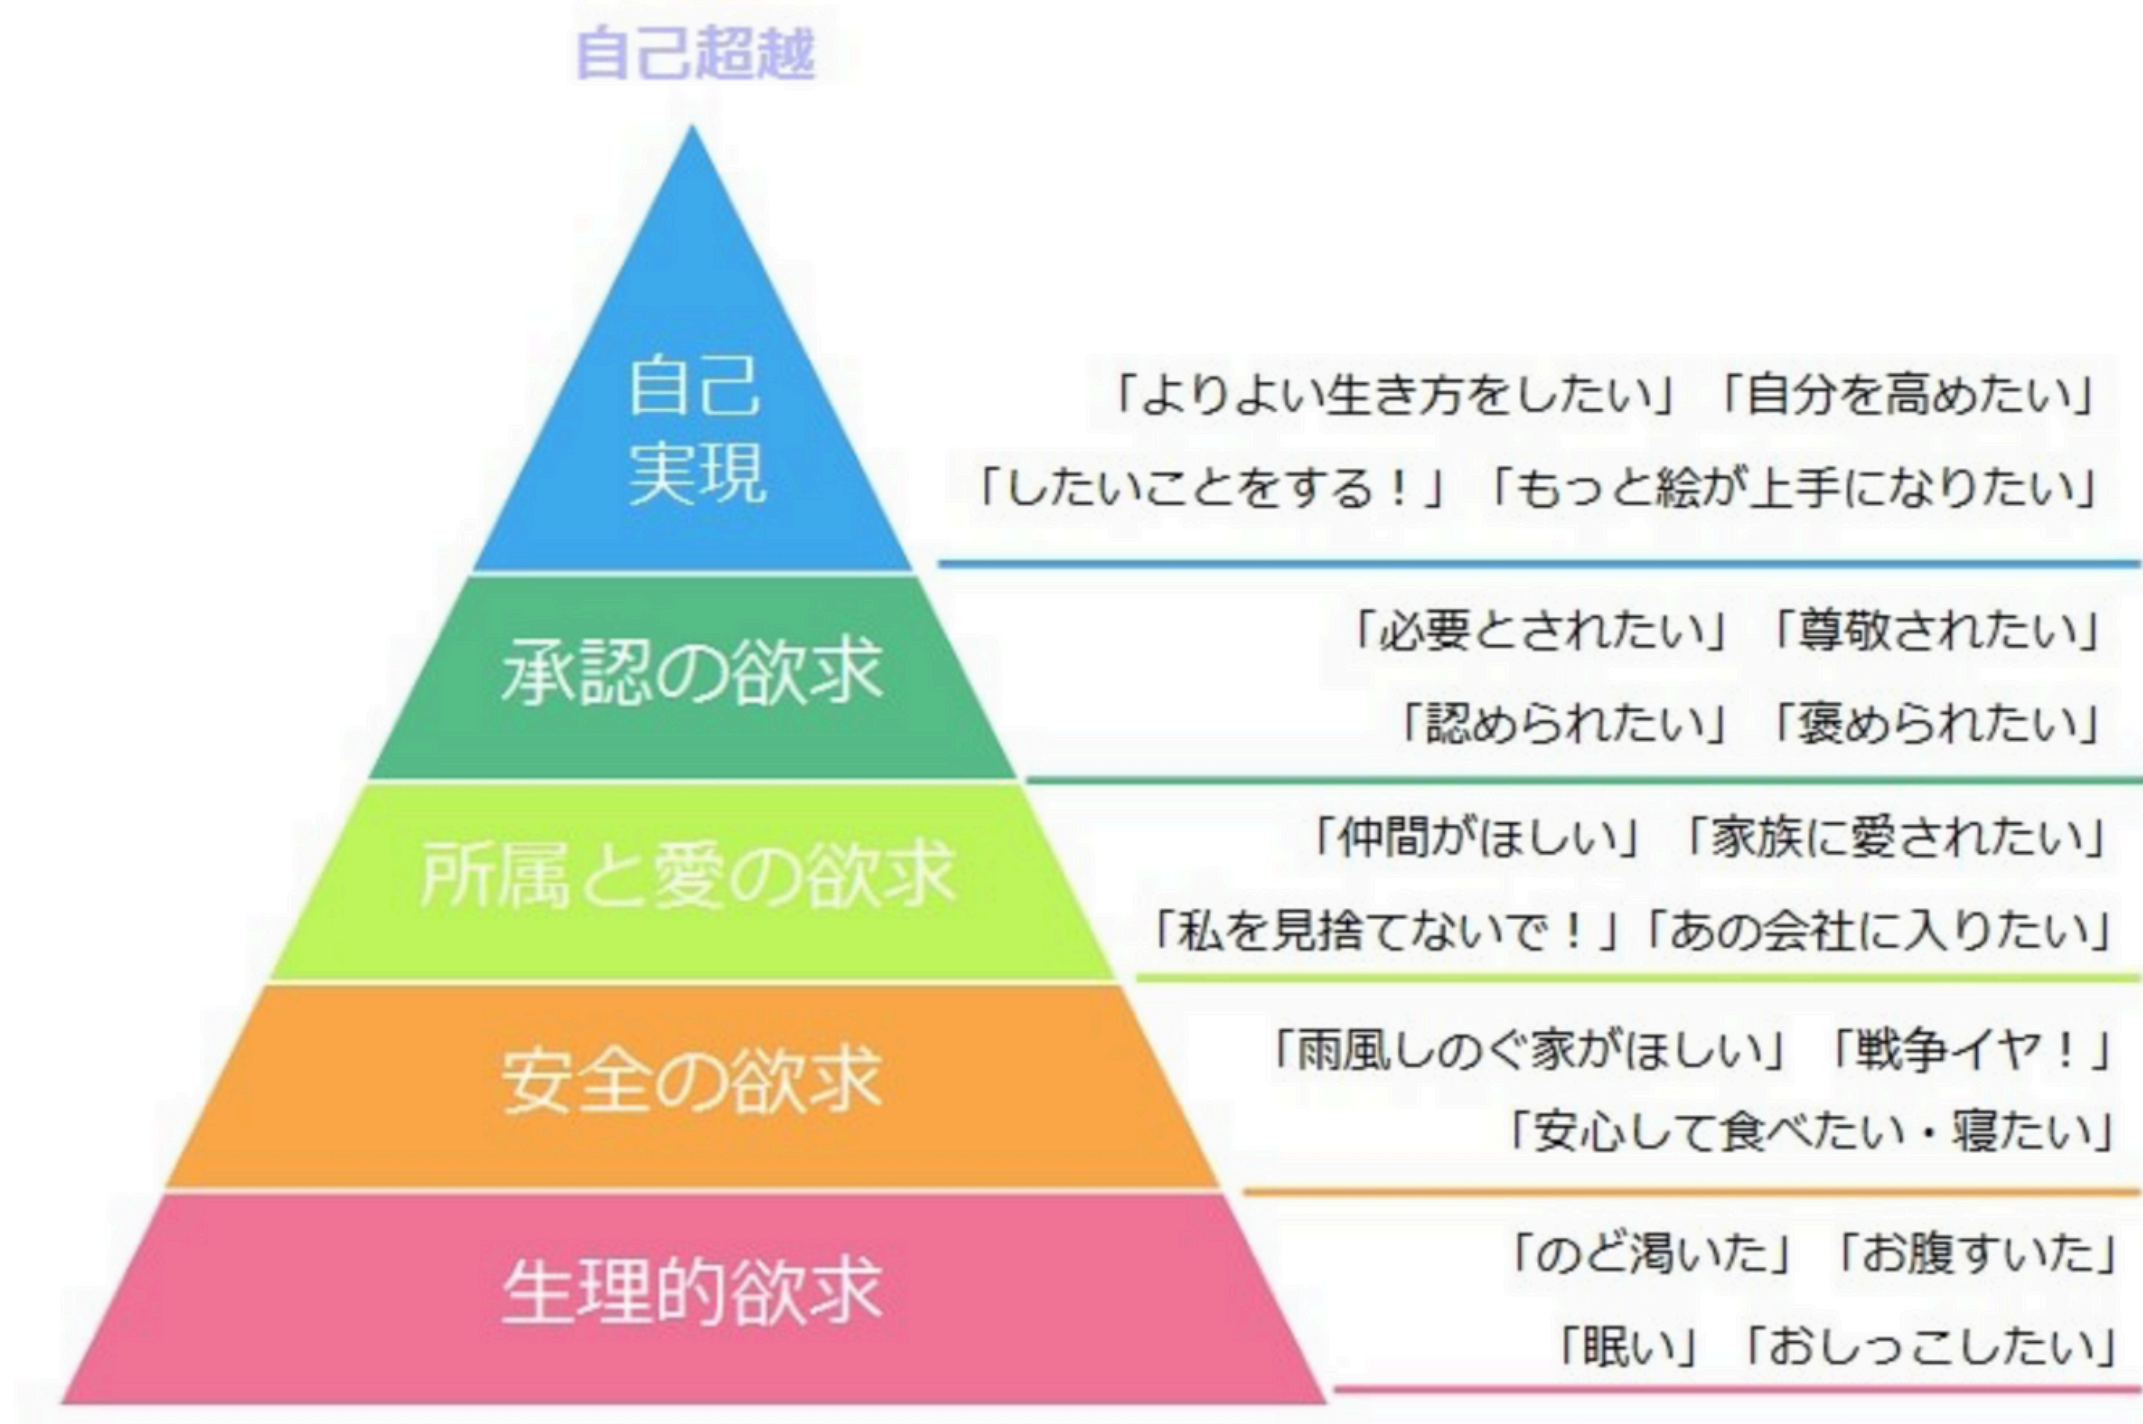 自己超越
自己
実現
「よりよい生き方をしたい」「自分を高めたい」
「したいことをする！」「もっと絵が上手になりたい」
承認の欲求
「必要とされたい」「尊敬されたい」
「認められたい」「褒められたい」
所属と愛の欲求
「仲間がほしい」「家族に愛されたい」
「私を見捨てないで！」「あの会社に入りたい」
安全の欲求
「雨風しのぐ家がほしい」「戦争イヤ！」
「安心して食べたい・寝たい」
生理的欲求
「のど渇いた」「お腹すいた」
「眠い」「おしっこしたい」